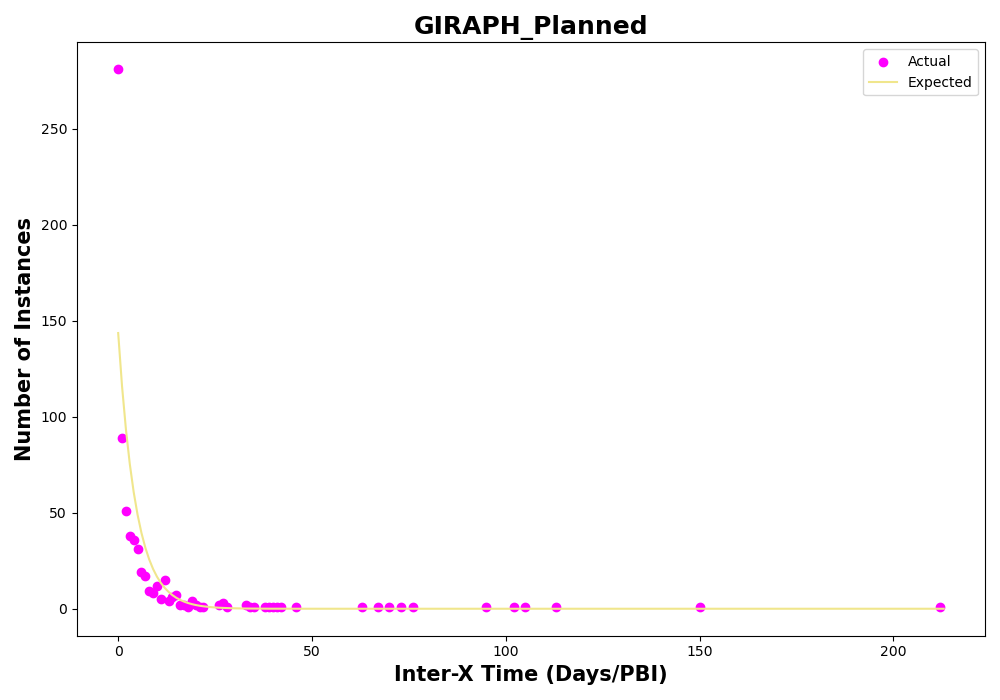 GIRAPH_Planned
Actual
Expected
Number of Instances
250
200
150
100
50
0
0
50
100
150
200
Inter-X Time (Days/PBI)